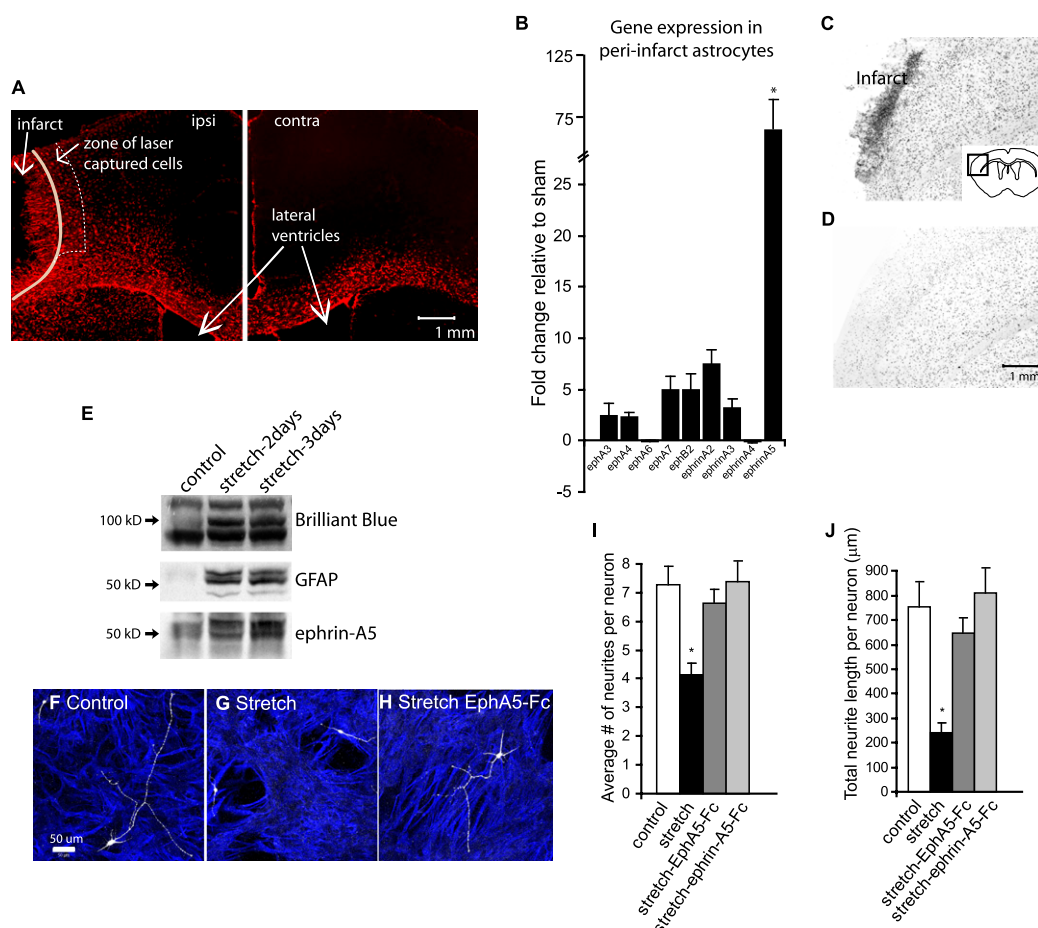 A
infarct
ipsi
contra
zone of laser
captured cells
lateral
ventricles
1 mm
B
Gene expression in
peri-infarct astrocytes
Fold change relative to sham
125
75
25
20
15
10
5
0
-5
*
ephA3
ephA4
ephA6
ephA7
ephB2
ephrinA2
ephrinA3
ephrinA4
ephrinA5
C
Infarct
D
1 mm
E
control
stretch-2days
stretch-3days
100 kD
Brilliant Blue
50 kD
GFAP
50 kD
ephrin-A5
F Control
G Stretch
H Stretch EphA5-Fc
50 um
50 µm
I
Average # of neurites per neuron
8
7
6
5
4
3
2
1
0
*
control
stretch
stretch-EphA5-Fc
stretch-ephrin-A5-Fc
J
Total neurite length per neuron (μm)
900
800
700
600
500
400
300
200
100
0
*
control
stretch
stretch-EphA5-Fc
stretch-ephrin-A5-Fc